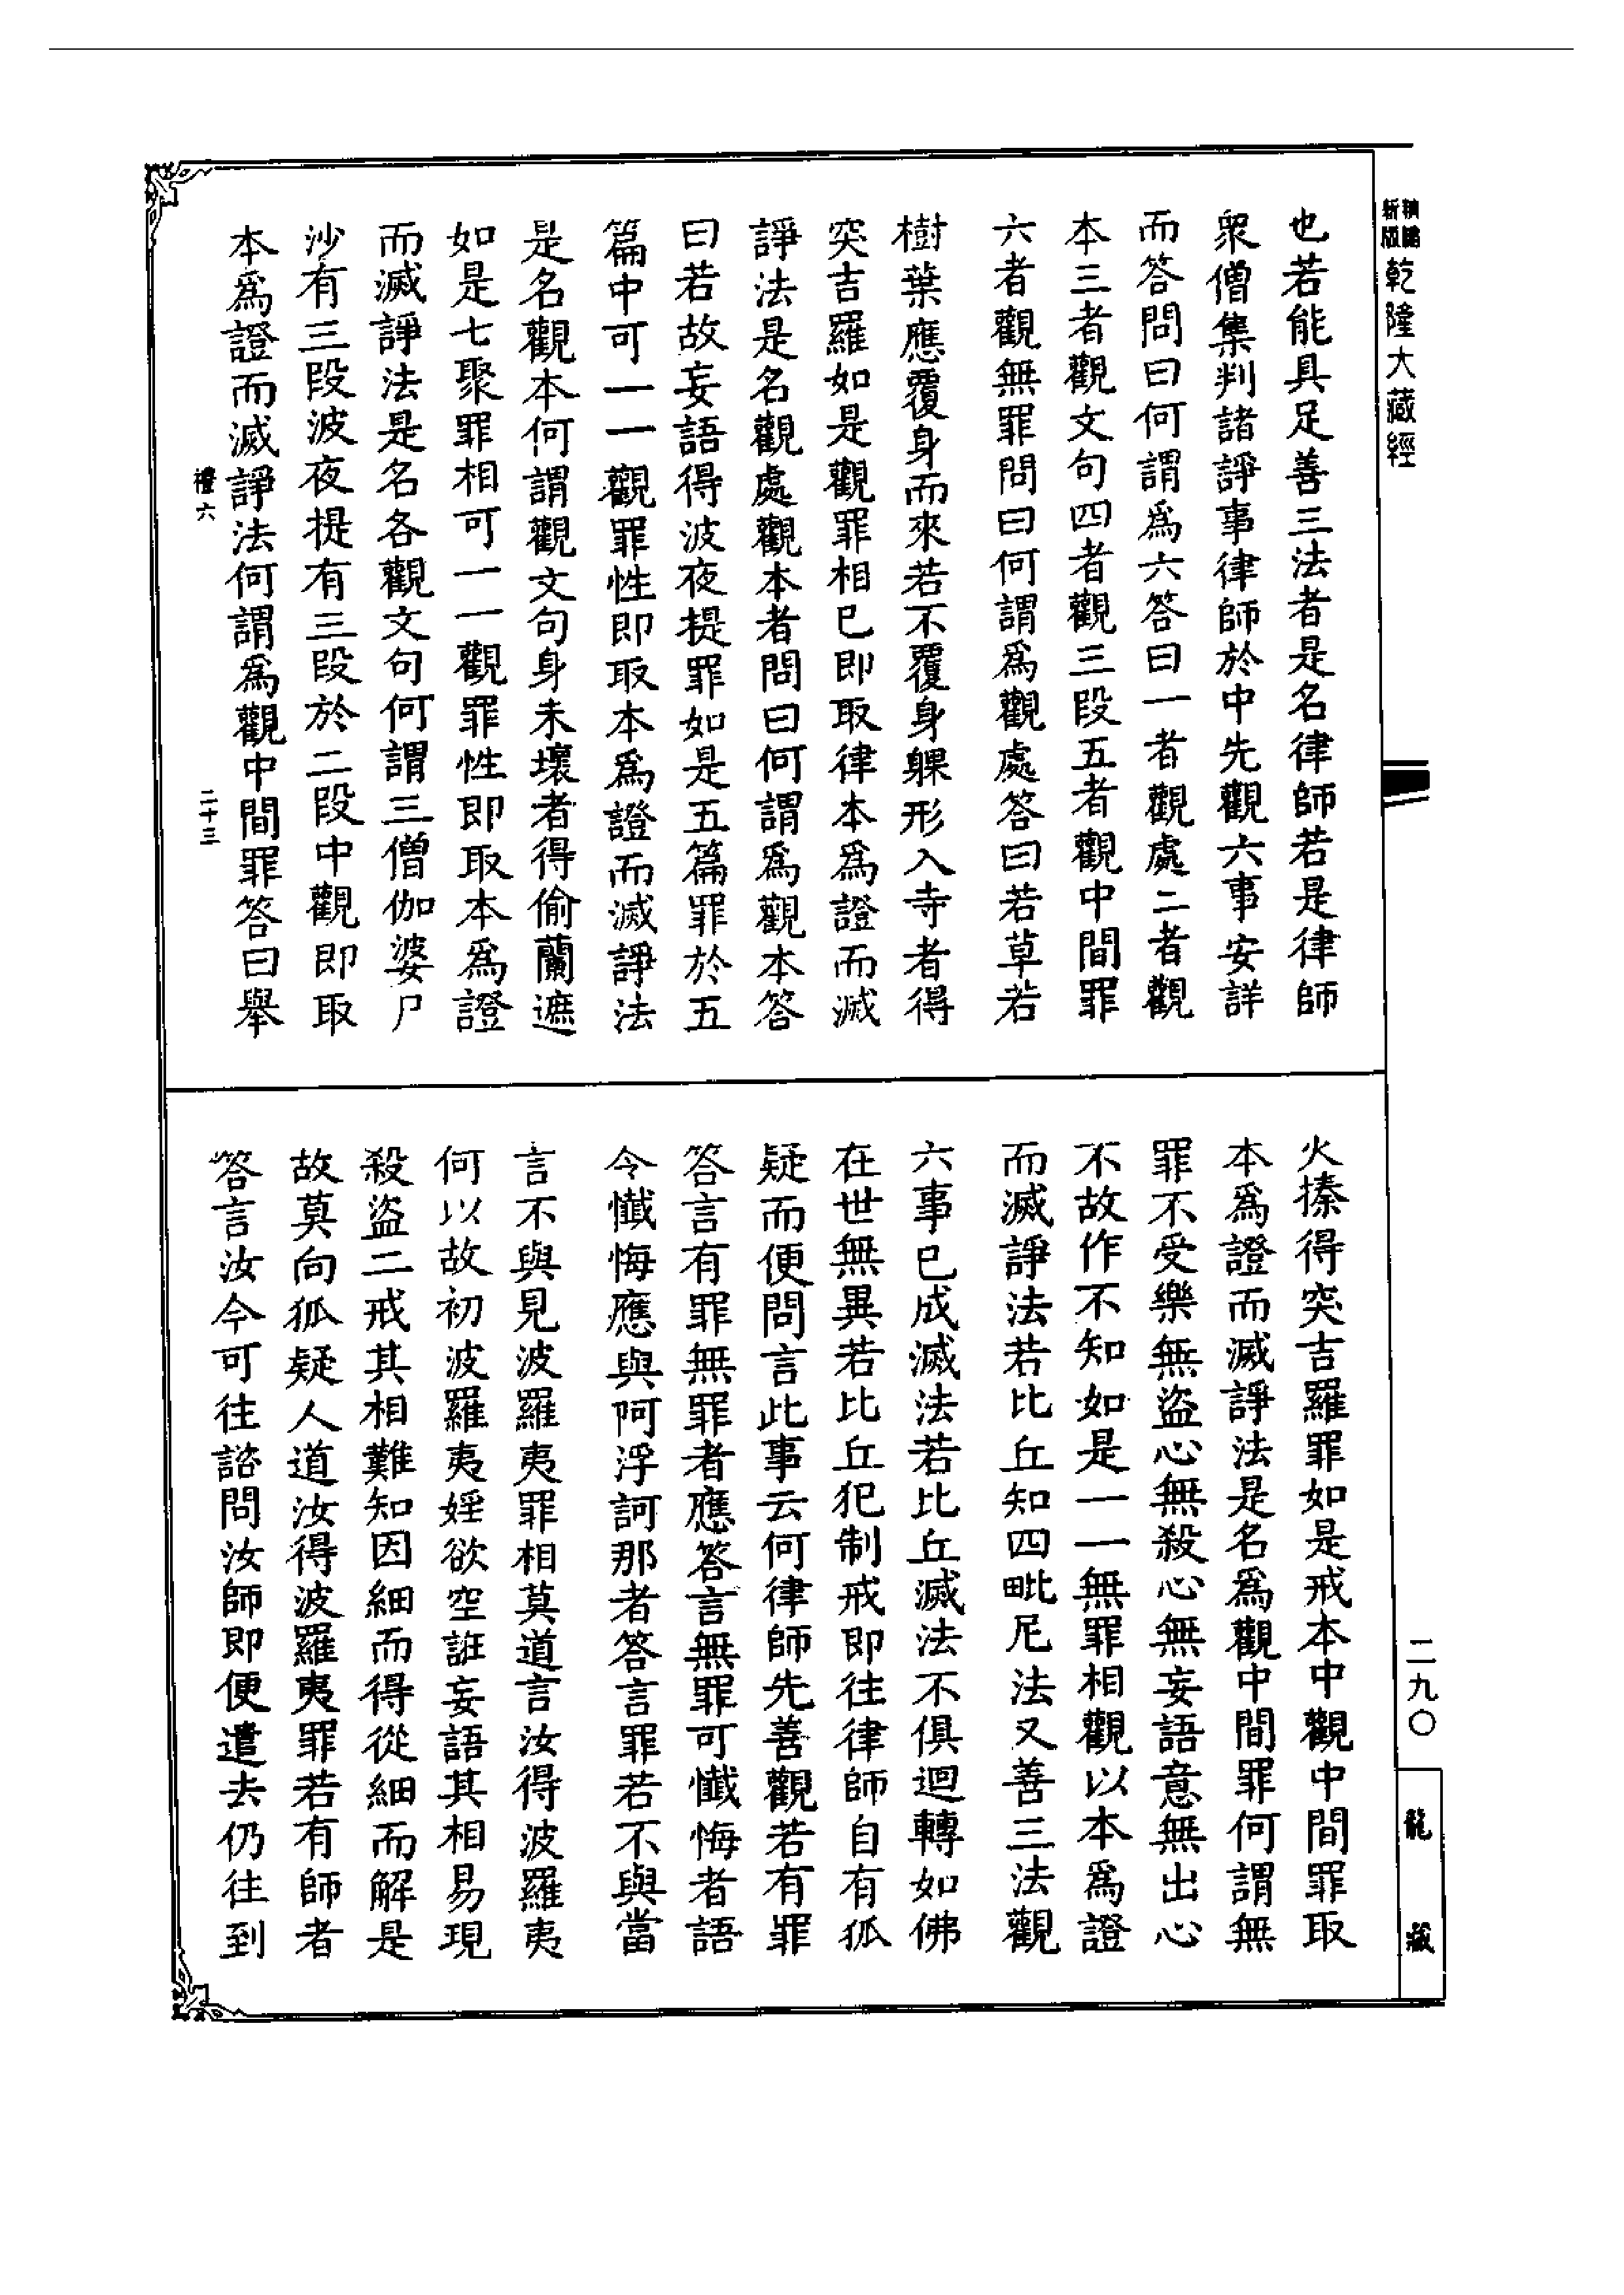 新版
乾隆大藏經
也若能具足善三法者是名律師若是律師
衆僧集判諸諍事律師於中先觀六事安詳
而答問曰何謂爲六答曰一者觀處二者觀
本三者觀文句四者觀三段五者觀中間罪
六者觀無罪問曰何謂爲觀處答曰若草若
樹葉應覆身而來若不覆身躶形入寺者得
突吉羅如是觀罪相已即取律本爲證而滅
諍法是名觀處觀本者問曰何謂爲觀本答
曰若故妄語得波夜提罪如是五篇罪於五
篇中可一一觀罪性即取本爲證而滅諍法
是名觀本何謂觀文句身未壞者得偷蘭遮
如是七聚罪相可一一觀罪性即取本爲證
而滅諍法是名各觀文句何謂三僧伽婆尸
沙有三段波夜提有三段於二段中觀即取
本爲證而滅諍法何謂爲觀中間罪答曰舉
禮六
二十三
火搸得突吉羅罪如是戒本中觀中間罪取
本爲證而滅諍法是名爲觀中間罪何謂無
罪不受樂無盜心無殺心無妄語意無出心
不故作不知如是一一無罪相觀以本爲證
而滅諍法若比丘知四毗尼法又善三法觀
六事已成滅法若比丘滅法不俱迴轉如佛
在世無異若比丘犯制戒即往律師自有狐
疑而便問言此事云何律師先善觀若有罪
答言有罪無罪者應答言無罪可懺悔者語
令懺悔應與阿浮訶那者答言罪若不與當
言不與見波羅夷罪相莫道言汝得波羅夷
何以故初波羅夷婬欲空誑妄語其相易現
殺盜二戒其相難知因細而得從細而解是
故莫向狐疑人道汝得波羅夷罪若有師者
答言汝今可往諮問汝師即便遣去仍往到
二九〇
龍藏